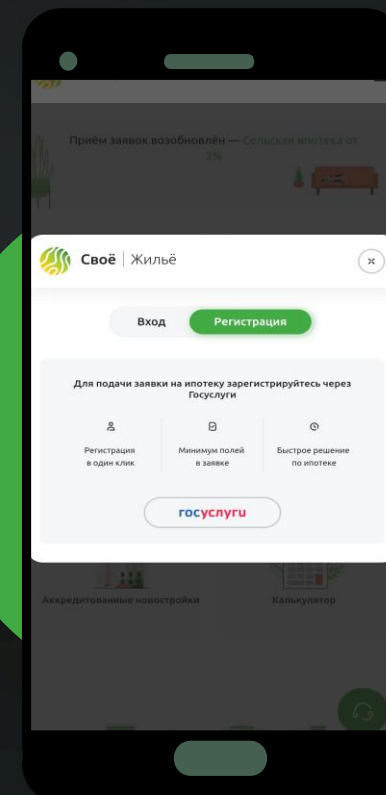 Приём заявок возобновлён — Сельская ипотека от
3%
Своё | Жильё
Вход
Регистрация
Для подачи заявки на ипотеку зарегистрируйтесь через
Госуслуги
Регистрация
в один клик
Минимум полей
в заявке
Быстрое решение
по ипотеке
госуслуги
Аккредитованные новостройки
Калькулятор